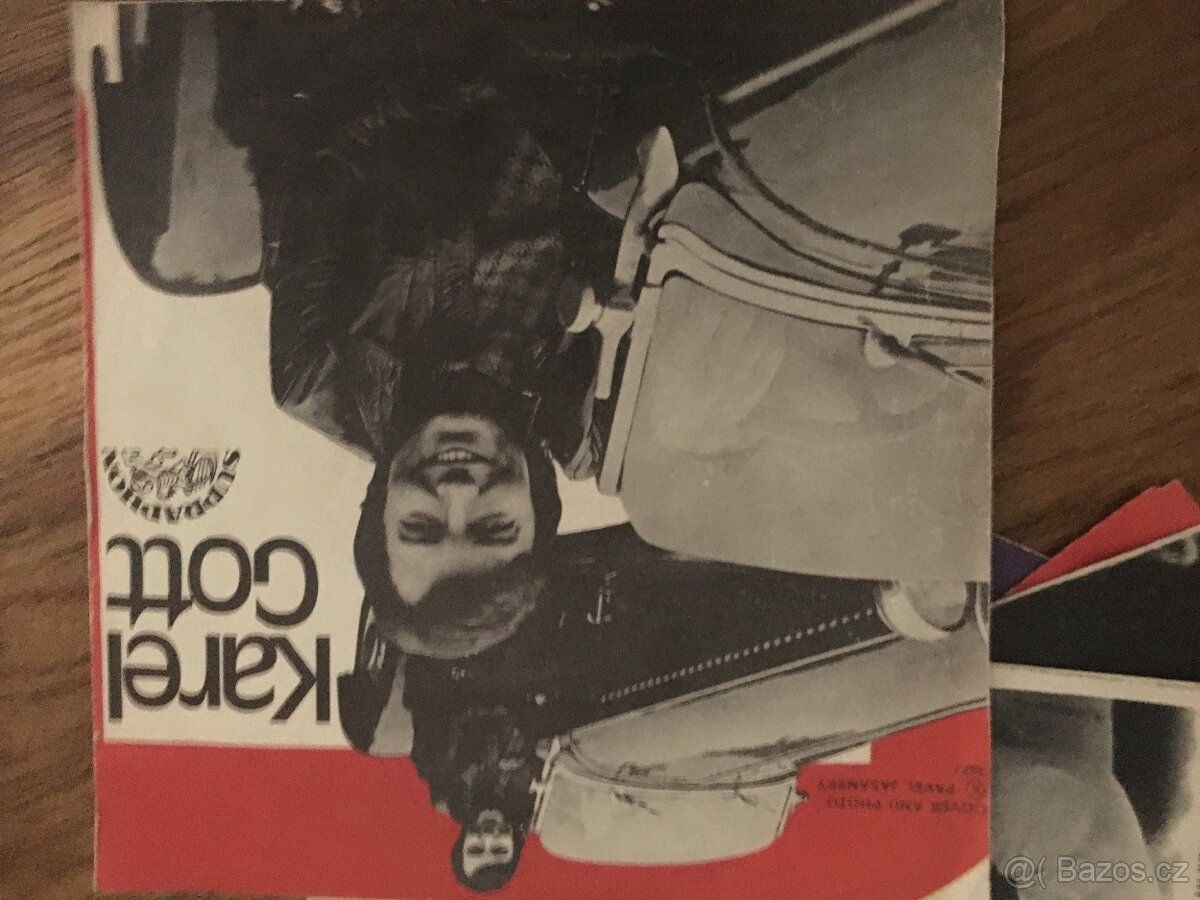 COVER AND PHOTO
© PAVEL JASANSKÝ
Karel
Gott
SUPRAPHON
@( Bazos.cz